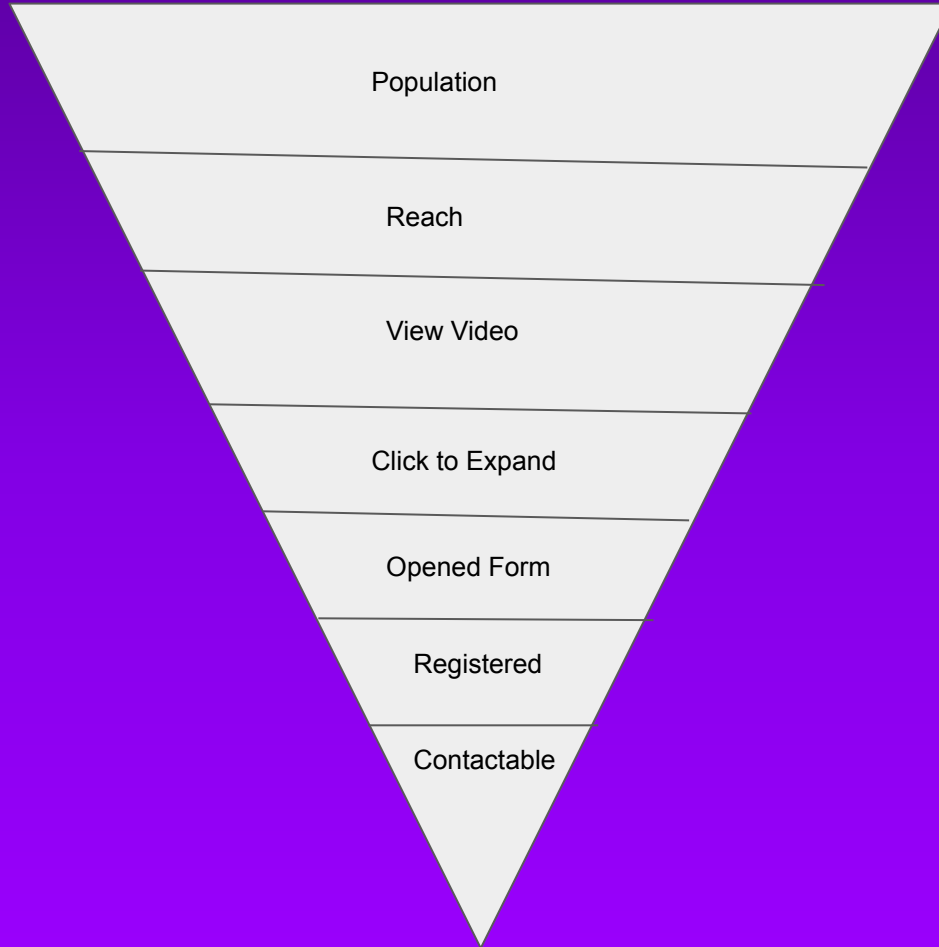 Population
Reach
View Video
Click to Expand
Opened Form
Registered
Contactable